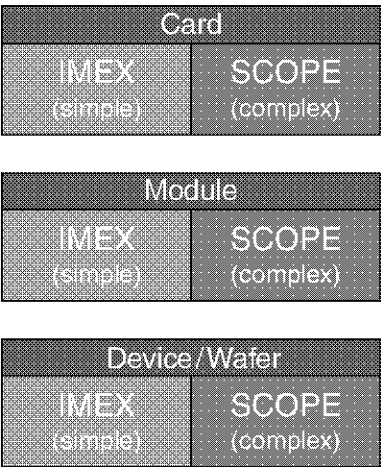 Card
IMEX SCOPE
(simple) (complex)
Module
IMEX SCOPE
(simple) (complex)
Device/Wafer
IMEX SCOPE
(simple) (complex)